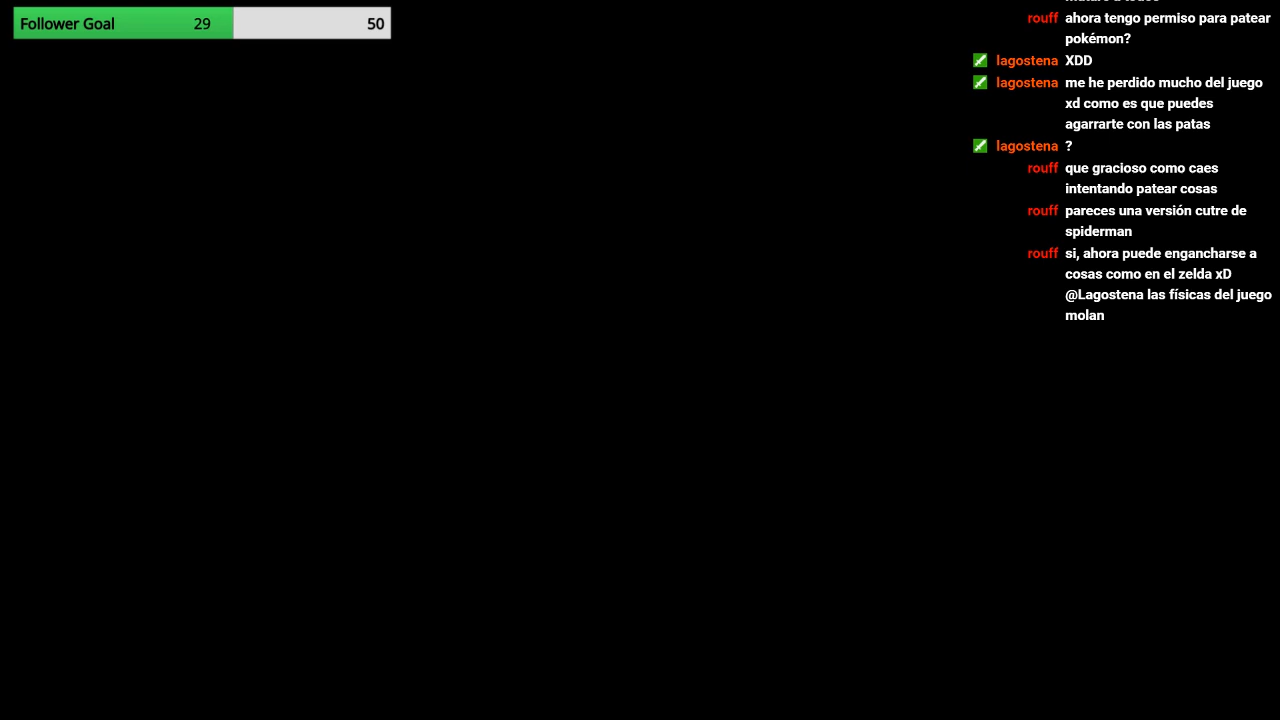 Follower Goal 29 50
rouff ahora tengo permiso para patear
pokémon?
lagostena XDD
lagostena me he perdido mucho del juego
xd como es que puedes
agarrarte con las patas
lagostena ?
rouff que gracioso como caes
intentando patear cosas
rouff pareces una versión cutre de
spiderman
rouff si, ahora puede engancharse a
cosas como en el zelda xD
@Lagostena las físicas del juego
molan